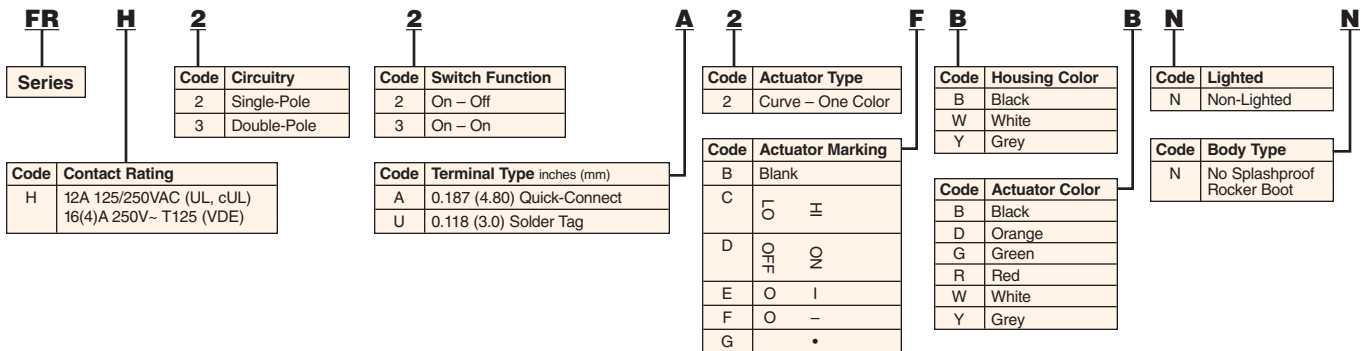 FR H 2 2 A 2 F B B N N
Series
Code Circuitry
2 Single-Pole
3 Double-Pole
Code Switch Function
2 On – Off
3 On – On
Code Actuator Type
2 Curve – One Color
Code Housing Color
B Black
W White
Y Grey
Code Lighted
N Non-Lighted
Code Contact Rating
H 12A 125/250VAC (UL, cUL)
16(4)A 250V~ T125 (VDE)
Code Terminal Type inches (mm)
A 0.187 (4.80) Quick-Connect
U 0.118 (3.0) Solder Tag
Code Actuator Marking
B Blank
C LO HI
D OFF ON
E O I
F O –
G •
Code Actuator Color
B Black
D Orange
G Green
R Red
W White
Y Grey
Code Body Type
N No Splashproof
Rocker Boot